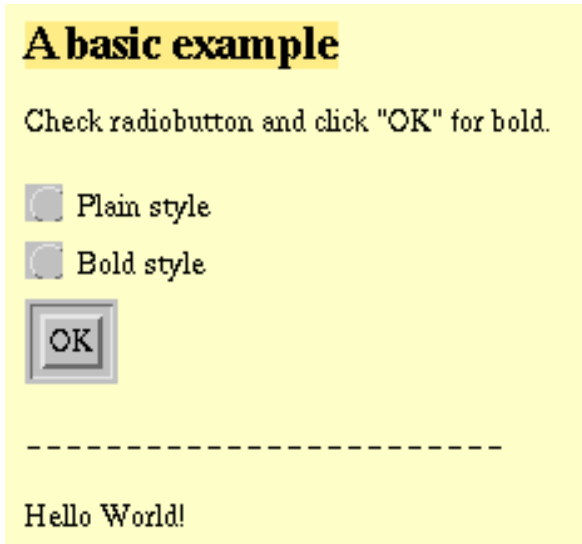 A basic example
Check radiobutton and click "OK" for bold.
Plain style
Bold style
OK
-------------------------
Hello World!